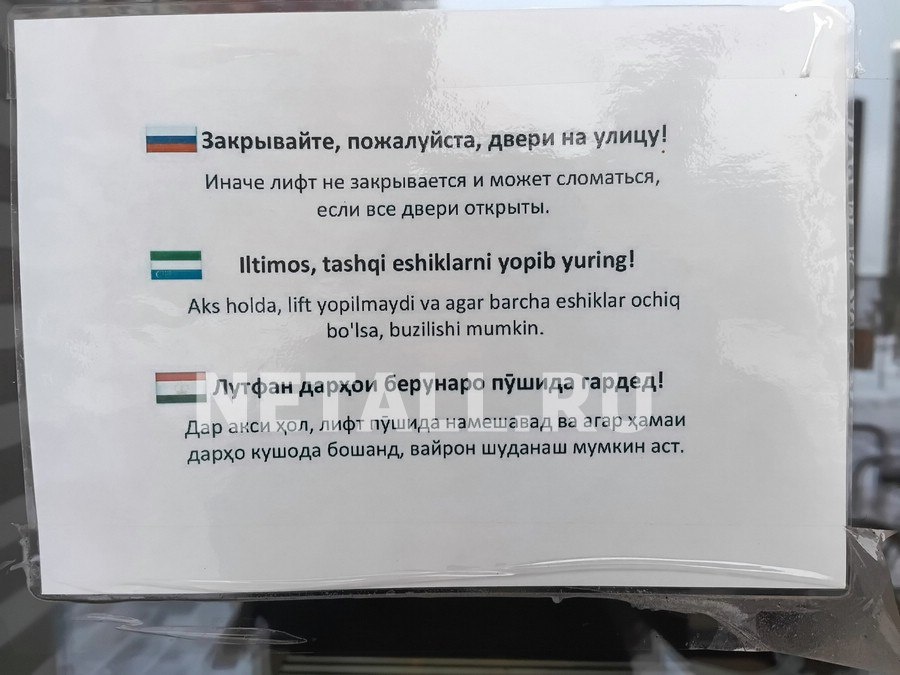 Закрывайте, пожалуйста, двери на улицу!
Иначе лифт не закрывается и может сломаться,
если все двери открыты.
Iltimos, tashqi eshiklarni yopib yuring!
Aks holda, lift yopilmaydi va agar barcha eshiklar ochiq
bo'lsa, buzilishi mumkin.
Лутфан дарҳои берунаро пӯшида гардед!
Дар акси ҳол, лифт пӯшида намешавад ва агар ҳамаи
дарҳо кушода бошанд, вайрон шуданаш мумкин аст.
NETALL.RU